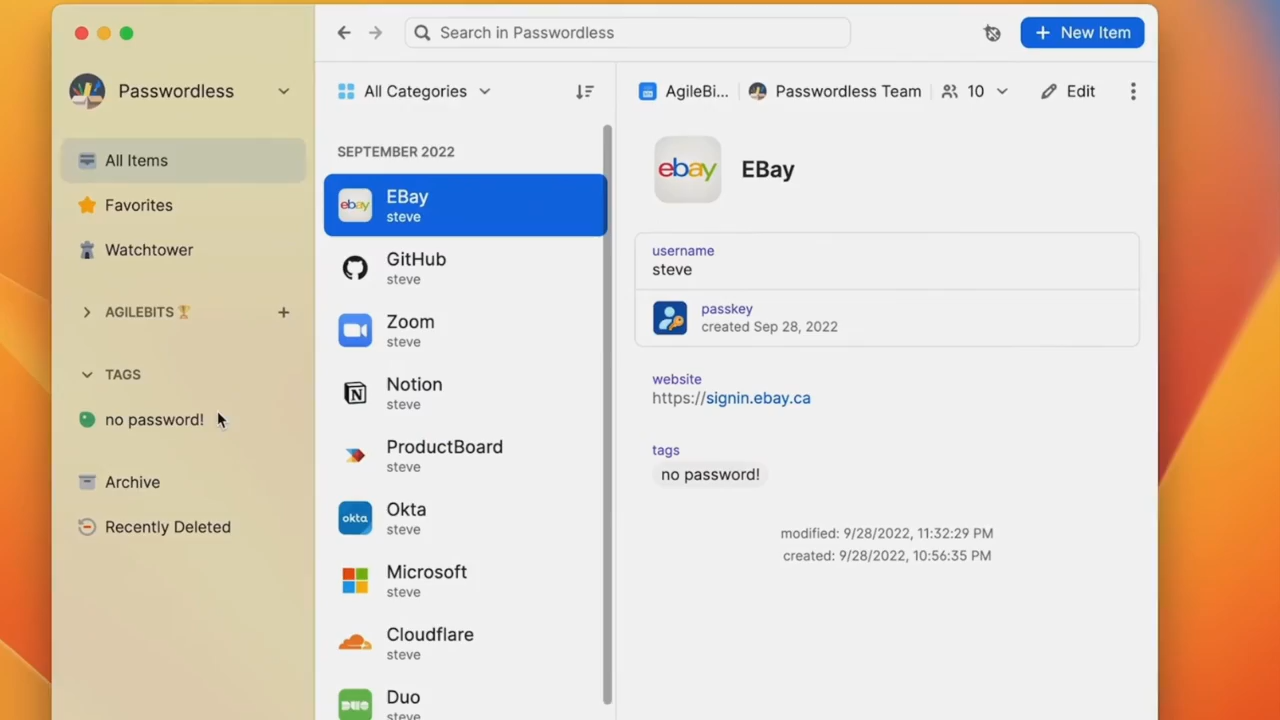 Search in Passwordless
New Item
Passwordless
All Items
Favorites
Watchtower
AGILEBITS
TAGS
no password!
Archive
Recently Deleted
All Categories
SEPTEMBER 2022
ebay
EBay
steve
GitHub
steve
Zoom
steve
Notion
steve
ProductBoard
steve
okta
Okta
steve
Microsoft
steve
Cloudflare
steve
DUO
Duo
steve
AgileBi...
Passwordless Team
10
Edit
ebay
EBay
username
steve
passkey
created Sep 28, 2022
website
https://signin.ebay.ca
tags
no password!
modified: 9/28/2022, 11:32:29 PM
created: 9/28/2022, 10:56:35 PM